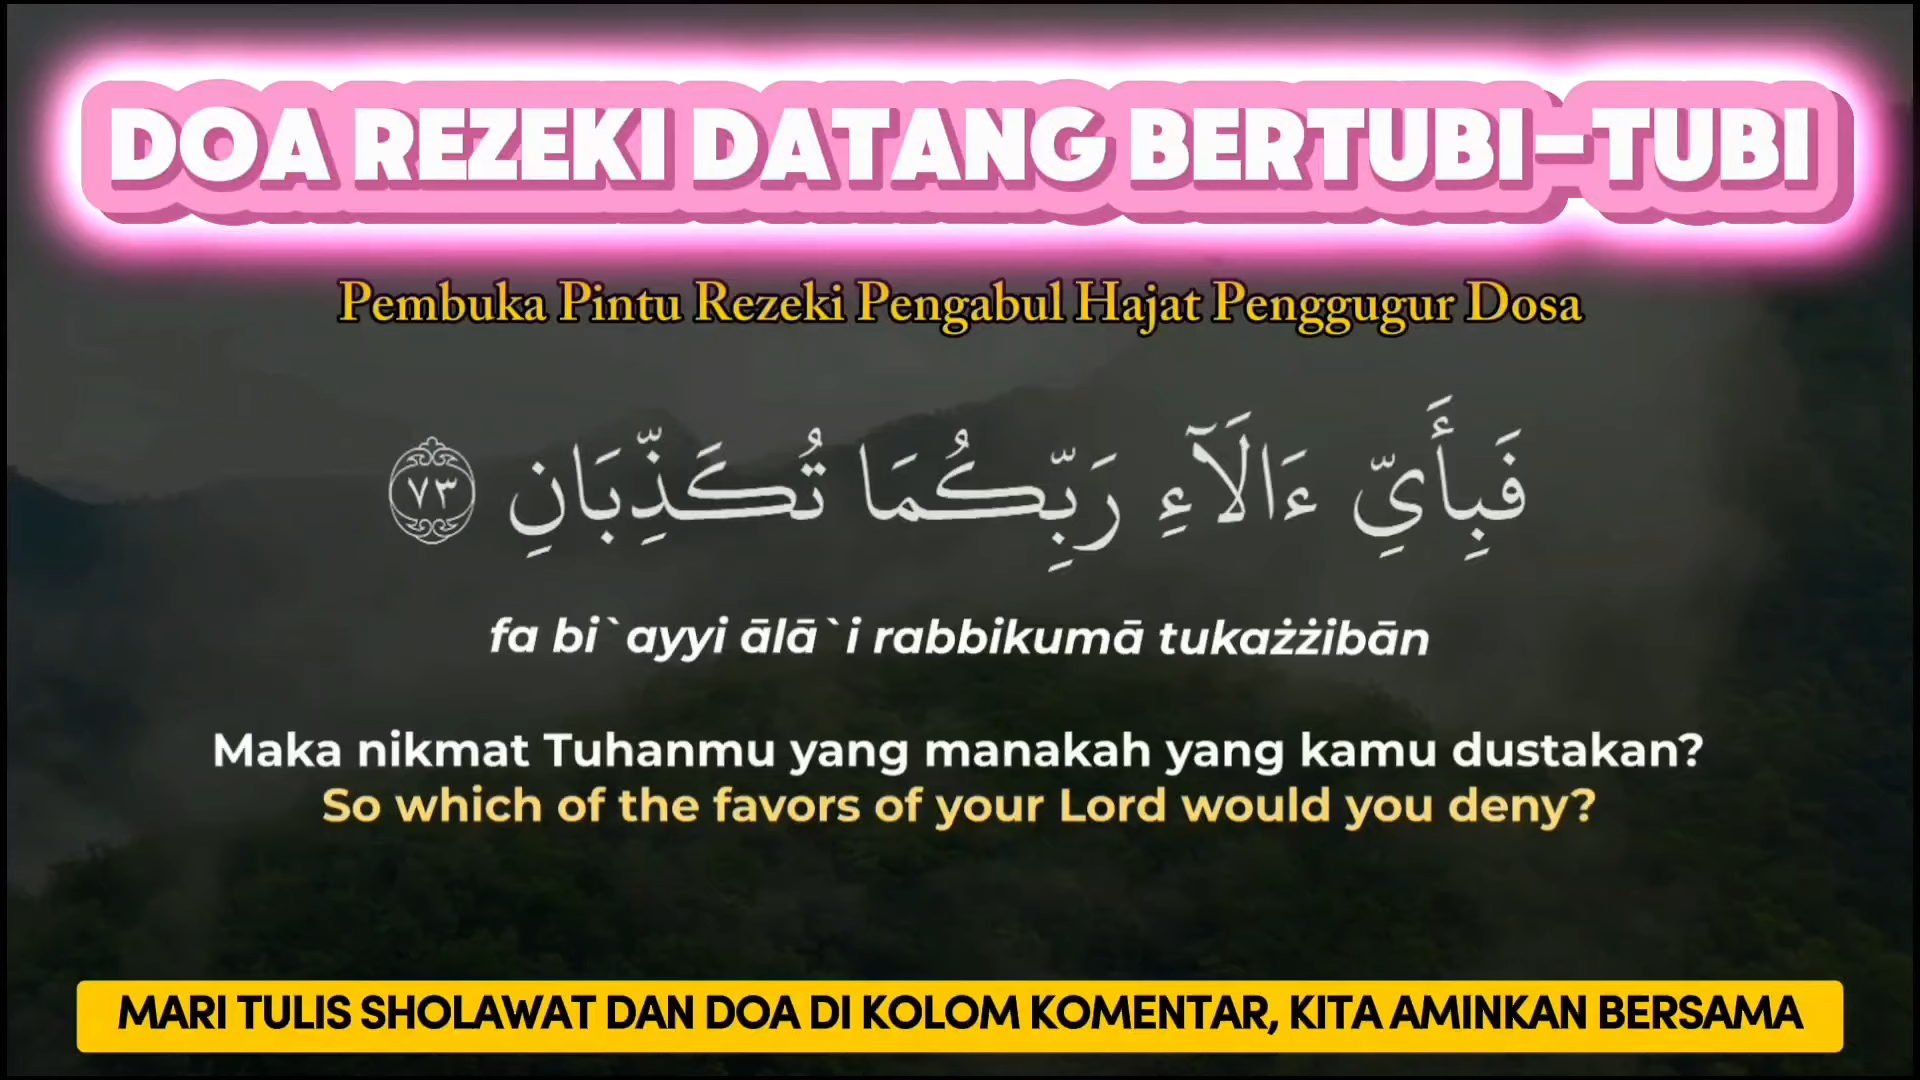 DOA REZEKI DATANG BERTUBI-TUBI
Pembuka Pintu Rezeki Pengabul Hajat Penggugur Dosa
فَبِأَيِّ ءَالَآءِ رَبِّكُمَا تُكَذِّبَانِ ٧٣
fa bi`ayyi ālā`i rabbikumā tukażżibān
Maka nikmat Tuhanmu yang manakah yang kamu dustakan?
So which of the favors of your Lord would you deny?
MARI TULIS SHOLAWAT DAN DOA DI KOLOM KOMENTAR, KITA AMINKAN BERSAMA